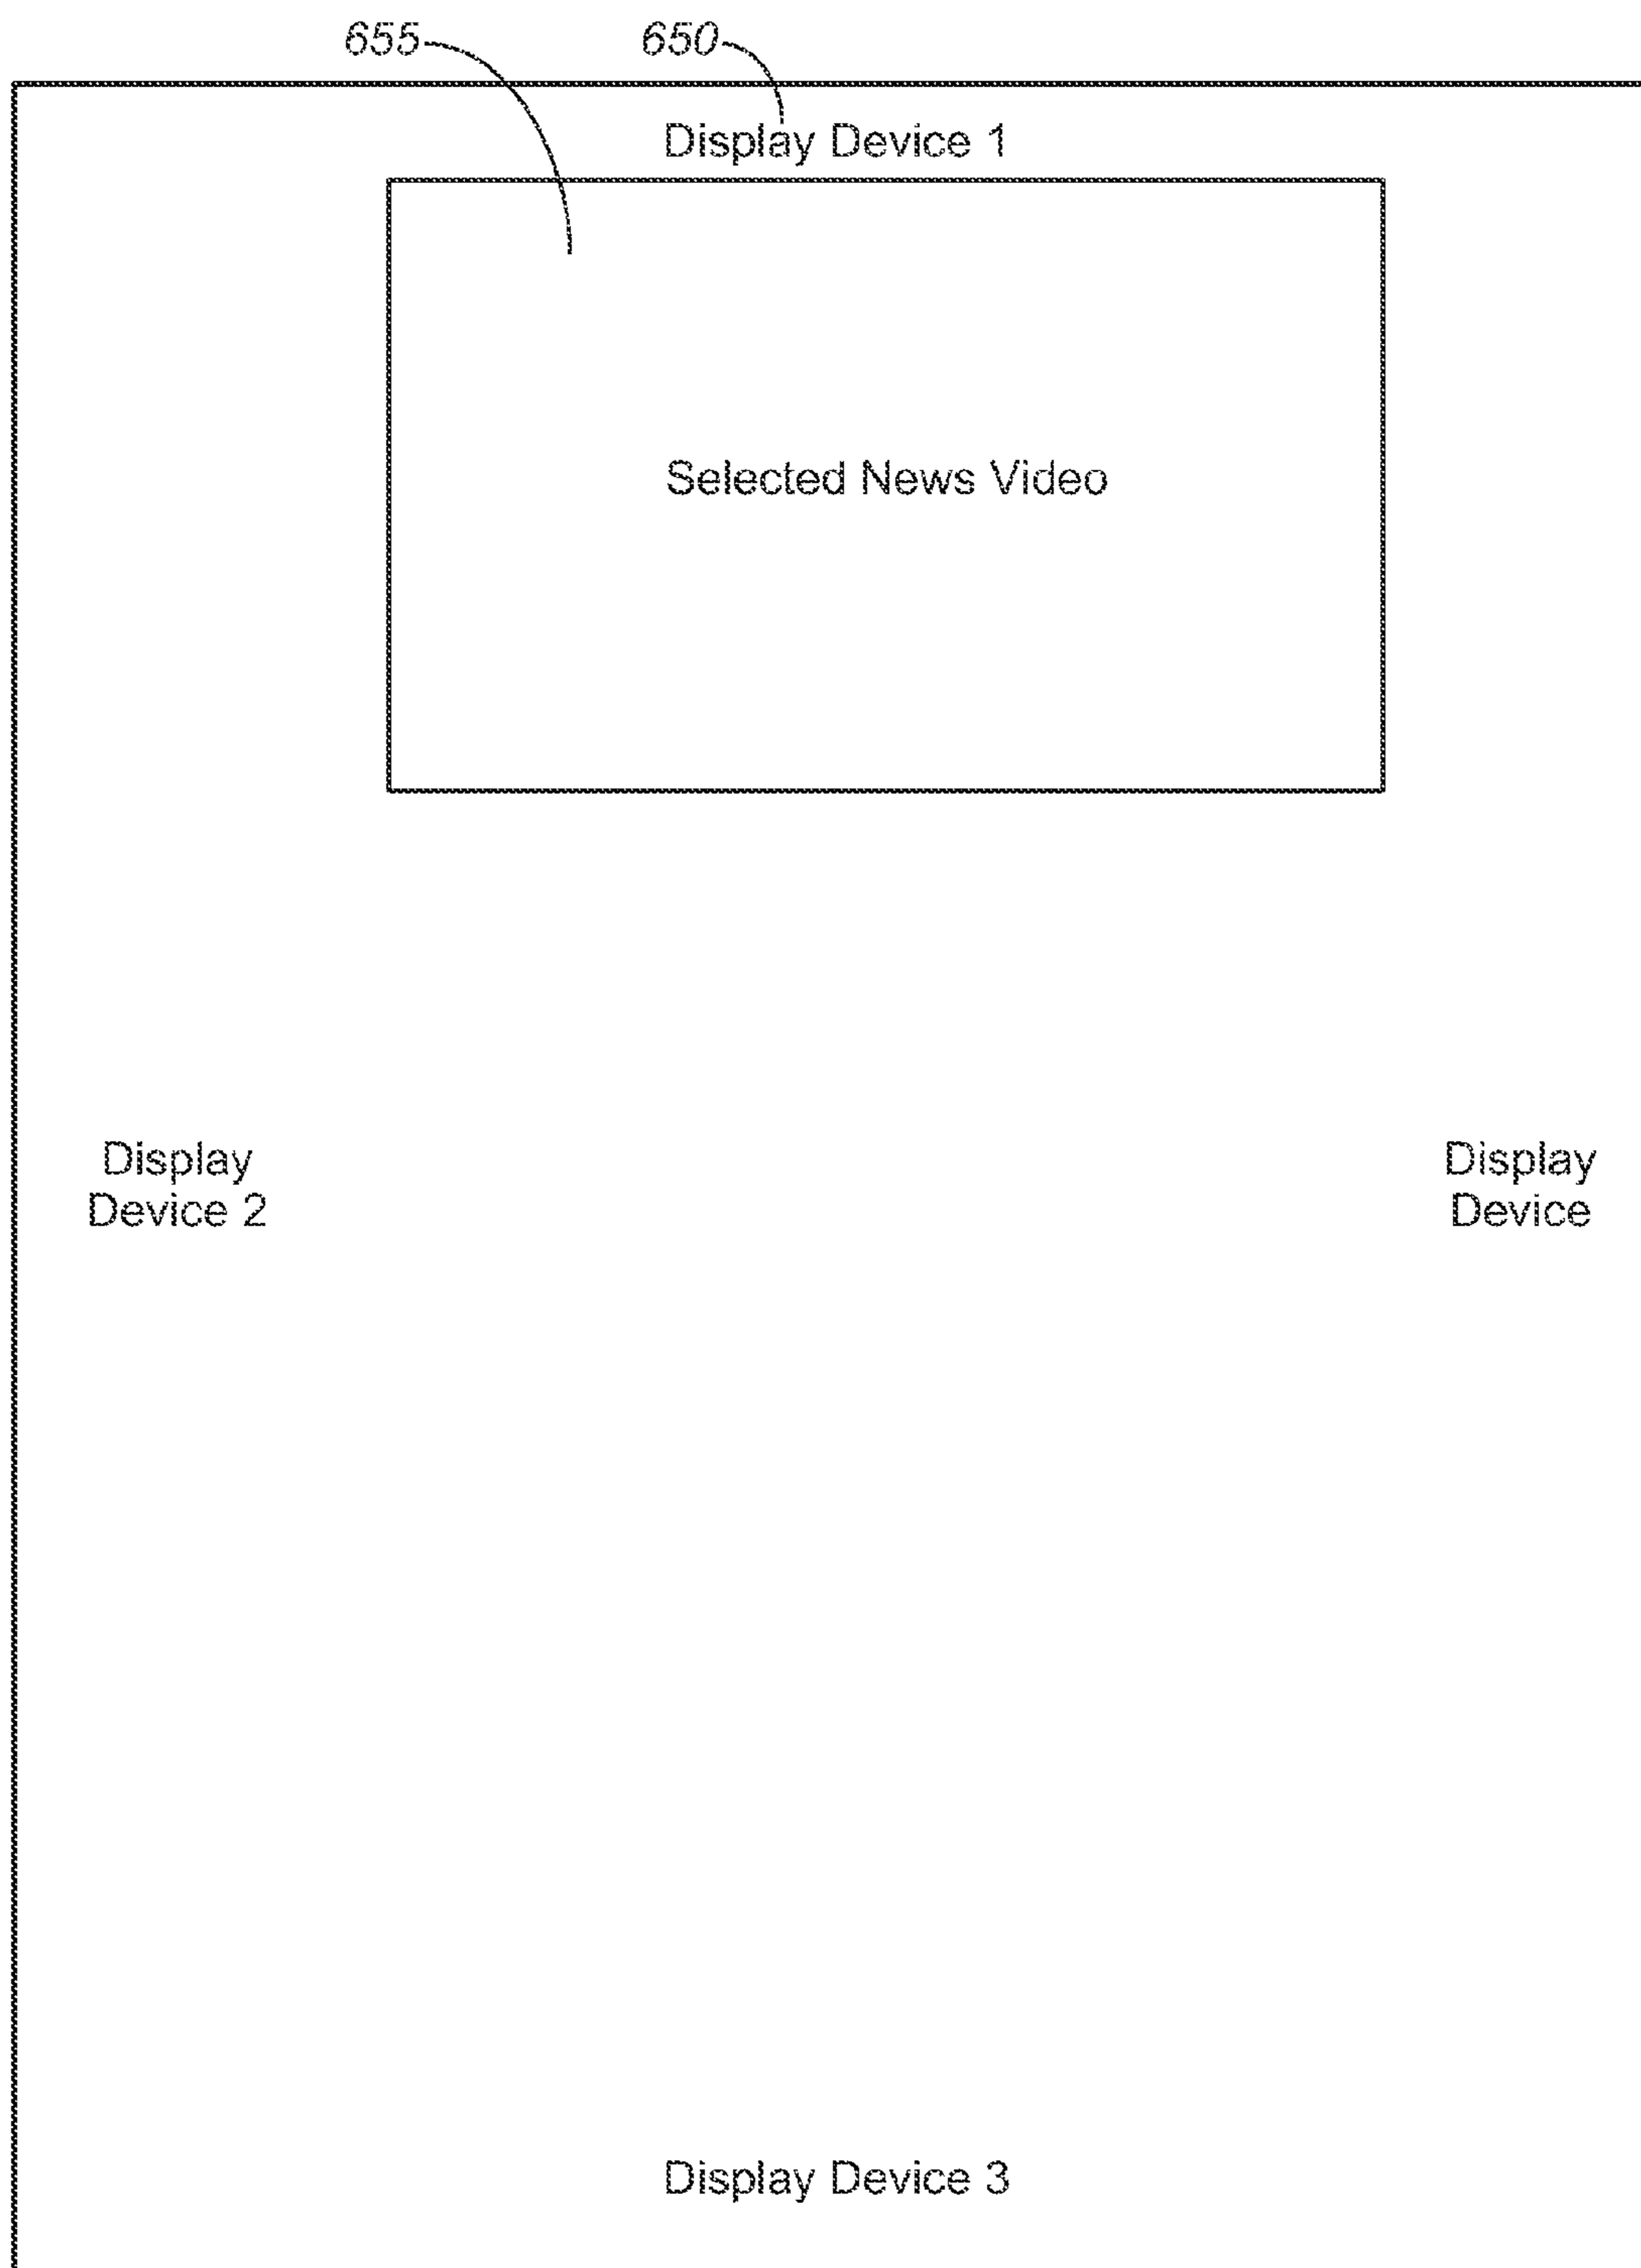 655
650
Display Device 1
Selected News Video
Display
Device 2
Display
Device
Display Device 3